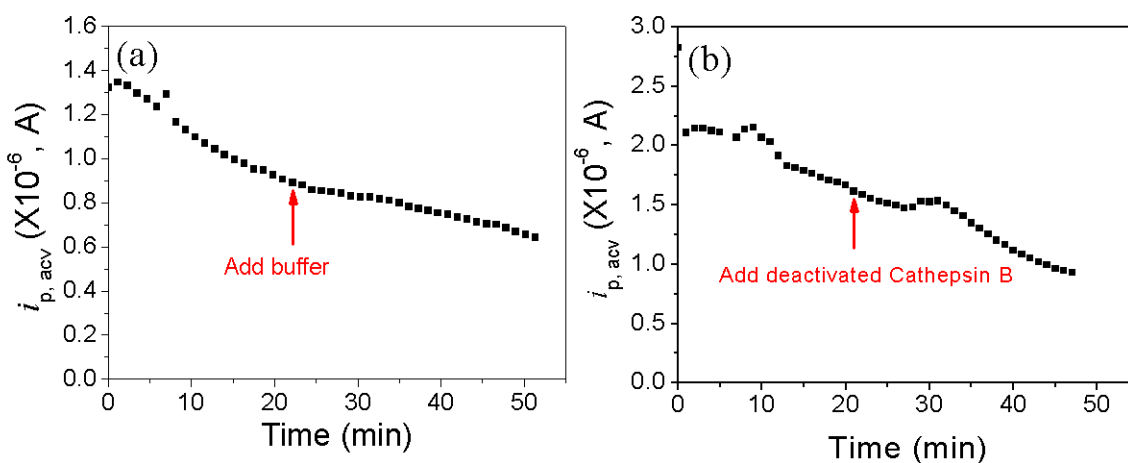 (a)
1.6
1.4
1.2
1.0
0.8
0.6
0.4
0.2
0.0
i p, acv (X10-6, A)
Add buffer
0 10 20 30 40 50
Time (min)
(b)
3.0
2.5
2.0
1.5
1.0
0.5
0.0
i p, acv (X10-6, A)
Add deactivated Cathepsin B
0 10 20 30 40 50
Time (min)